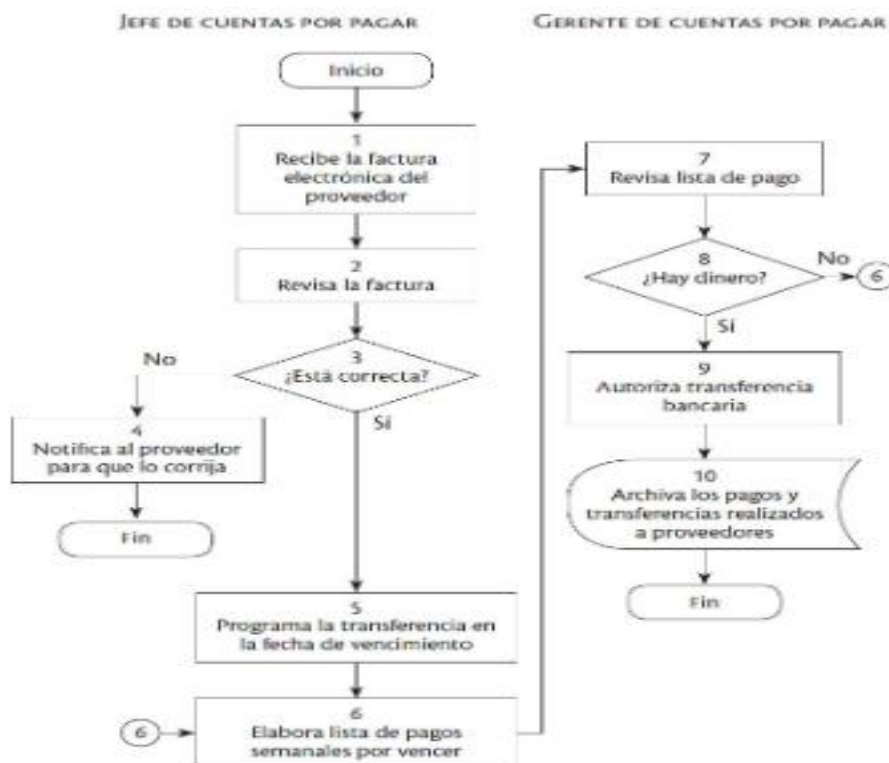 JEFE DE CUENTAS POR PAGAR
Inicio
1
Recibe la factura
electrónica del
proveedor
2
Revisa la factura
3
¿Está correcta?
No
Sí
4
Notifica al proveedor
para que lo corrija
Fin
5
Programa la transferencia en
la fecha de vencimiento
6
6
Elabora lista de pagos
semanales por vencer
GERENTE DE CUENTAS POR PAGAR
7
Revisa lista de pago
8
¿Hay dinero?
No
6
Sí
9
Autoriza transferencia
bancaria
10
Archiva los pagos y
transferencias realizados
a proveedores
Fin